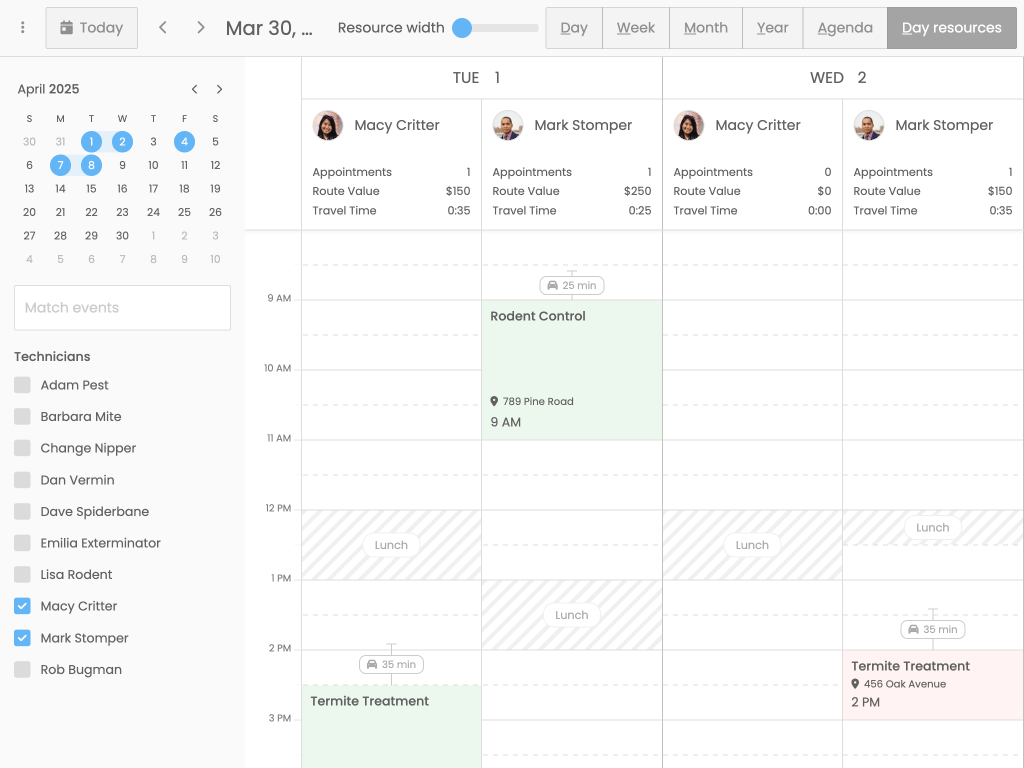 Today
Mar 30, ...
Resource width
Day
Week
Month
Year
Agenda
Day resources
April 2025
S M T W T F S
30 31 1 2 3 4 5
6 7 8 9 10 11 12
13 14 15 16 17 18 19
20 21 22 23 24 25 26
27 28 29 30 1 2 3
4 5 6 7 8 9 10
Match events
Technicians
Adam Pest
Barbara Mite
Change Nipper
Dan Vermin
Dave Spiderbane
Emilia Exterminator
Lisa Rodent
Macy Critter
Mark Stomper
Rob Bugman
TUE 1
WED 2
Macy Critter
Appointments 1
Route Value $150
Travel Time 0:35
Mark Stomper
Appointments 1
Route Value $250
Travel Time 0:25
Macy Critter
Appointments 0
Route Value $0
Travel Time 0:00
Mark Stomper
Appointments 1
Route Value $150
Travel Time 0:35
9 AM
10 AM
11 AM
12 PM
1 PM
2 PM
3 PM
Lunch
35 min
Termite Treatment
25 min
Rodent Control
789 Pine Road
9 AM
Lunch
Lunch
Lunch
35 min
Termite Treatment
456 Oak Avenue
2 PM